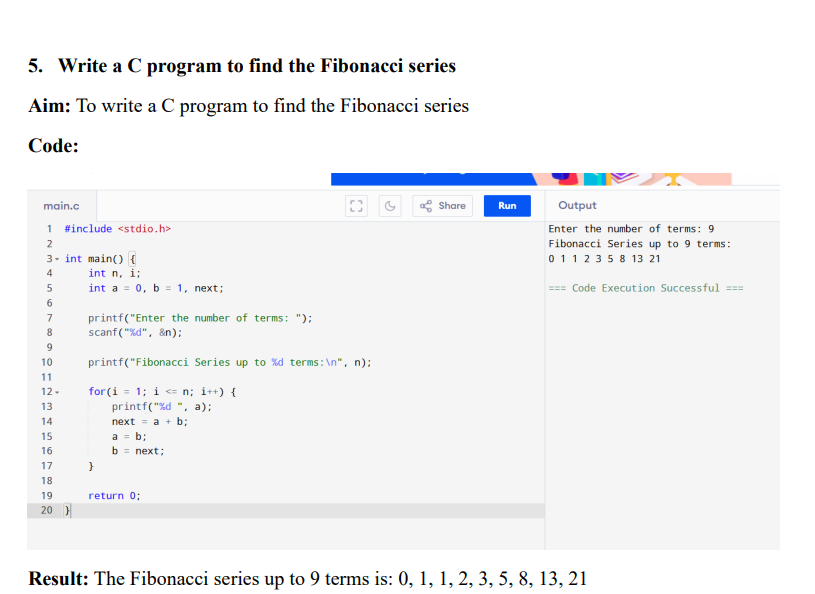 5. Write a C program to find the Fibonacci series
Aim: To write a C program to find the Fibonacci series
Code:
main.c
Share
Run
Output
1 #include <stdio.h>
2
3 int main() {
4     int n, i;
5     int a = 0, b = 1, next;
6
7     printf("Enter the number of terms: ");
8     scanf("%d", &n);
9
10     printf("Fibonacci Series up to %d terms:\n", n);
11
12     for(i = 1; i <= n; i++) {
13         printf("%d ", a);
14         next = a + b;
15         a = b;
16         b = next;
17     }
18
19     return 0;
20 }
Enter the number of terms: 9
Fibonacci Series up to 9 terms:
0 1 1 2 3 5 8 13 21
=== Code Execution Successful ===
Result: The Fibonacci series up to 9 terms is: 0, 1, 1, 2, 3, 5, 8, 13, 21